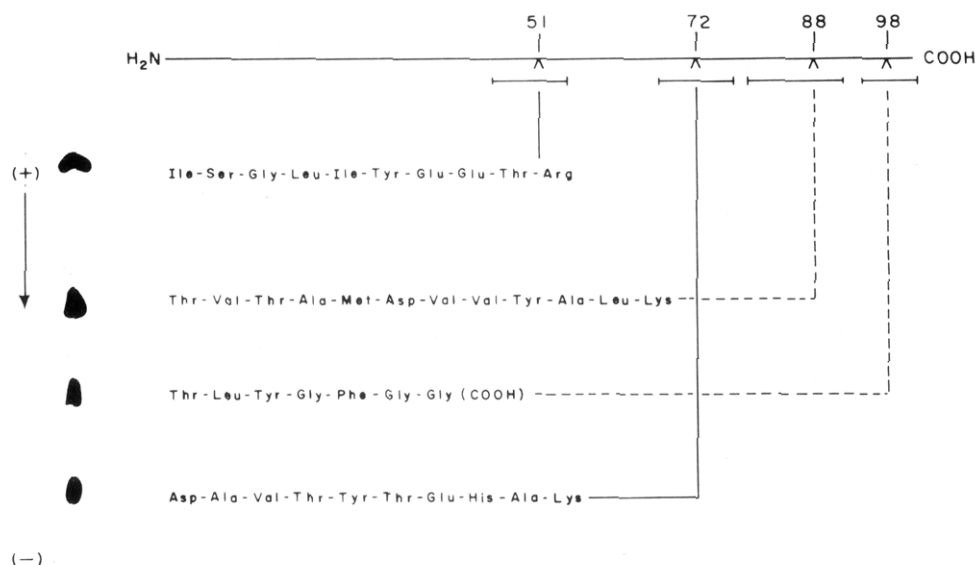 51 72 88 98
H₂N COOH
(+) Ile-Ser-Gly-Leu-Ile-Tyr-Glu-Glu-Thr-Arg
Thr-Val-Thr-Ala-Met-Asp-Val-Val-Tyr-Ala-Leu-Lys
Thr-Leu-Tyr-Gly-Phe-Gly-Gly (COOH)
Asp-Ala-Val-Thr-Tyr-Thr-Glu-His-Ala-Lys
(—)